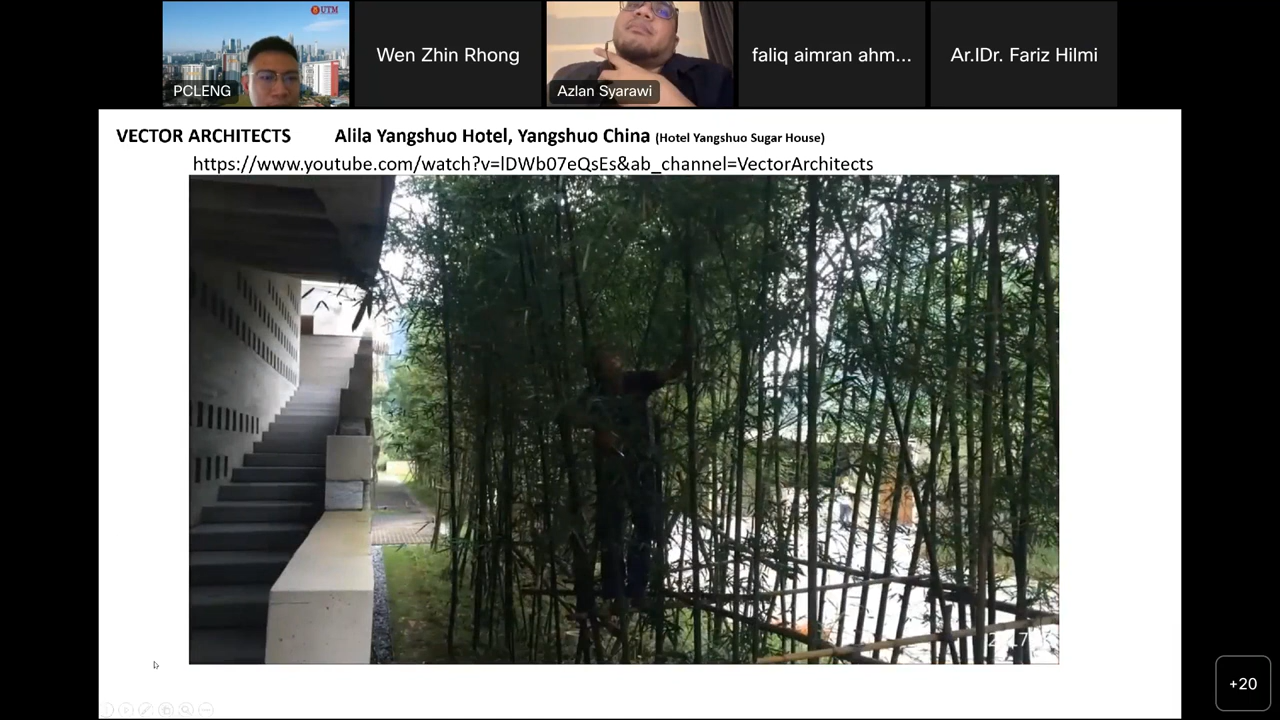 UTM
PCLENG
Wen Zhin Rhong
Azlan Syarawi
faliq aimran ahm...
Ar.IDr. Fariz Hilmi
VECTOR ARCHITECTS Alila Yangshuo Hotel, Yangshuo China (Hotel Yangshuo Sugar House)
https://www.youtube.com/watch?v=lDWb07eQsEs&ab_channel=VectorArchitects
+20